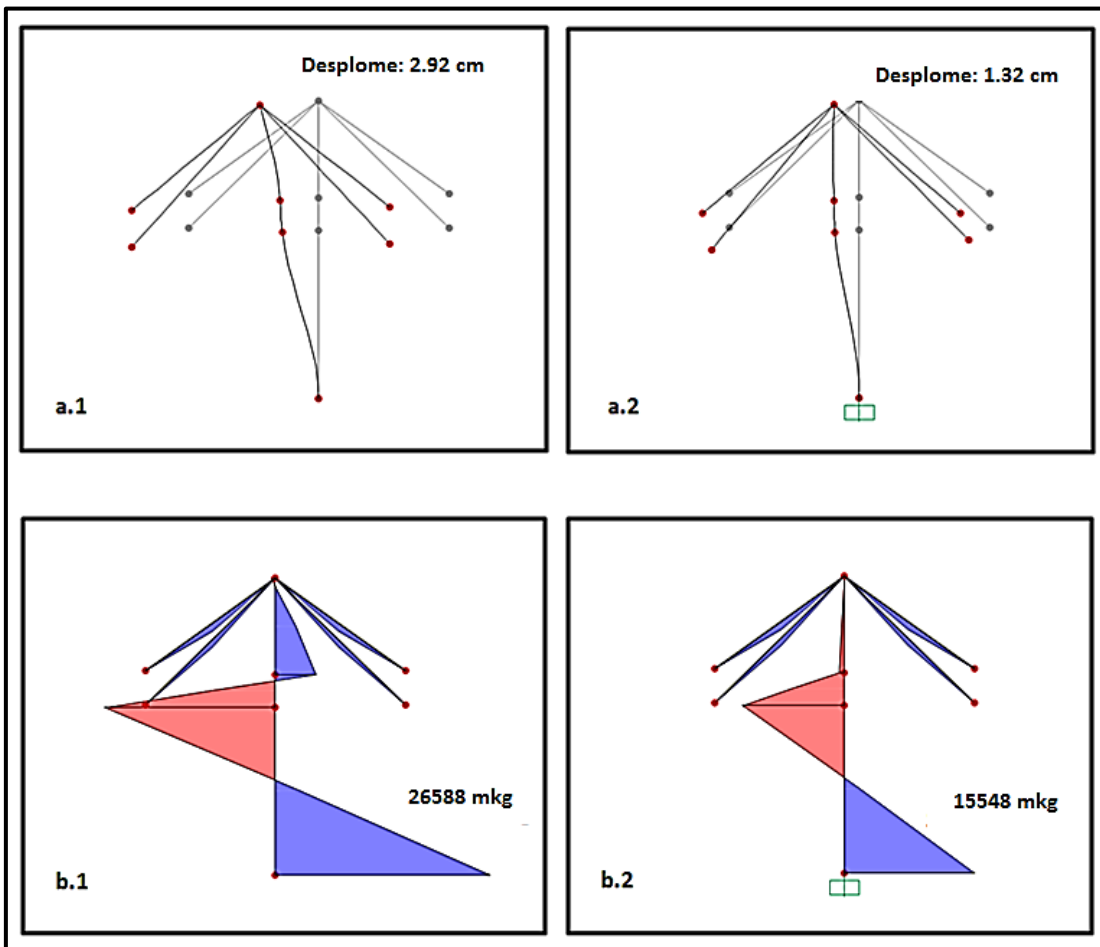 Desplome: 2.92 cm
a.1
Desplome: 1.32 cm
a.2
26588 mkg
b.1
15548 mkg
b.2